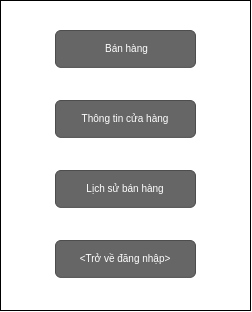 Bán hàng
Thông tin cửa hàng
Lịch sử bán hàng
<Trở về đăng nhập>